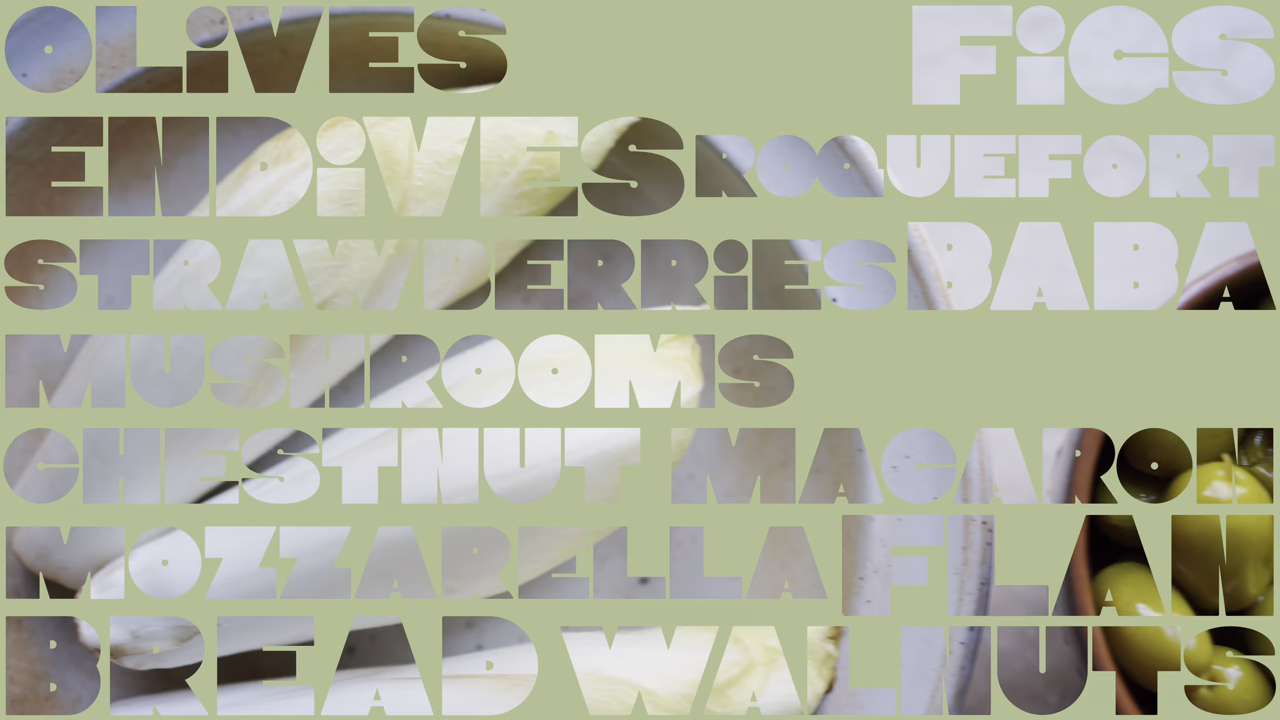 OLiVES FiGS
ENDiVES ROQUEFORT
STRAWBERRiES BABA
MUSHROOMS
CHESTNUT MACARON
MOZZARELLA FLAN
BREAD WALNUTS